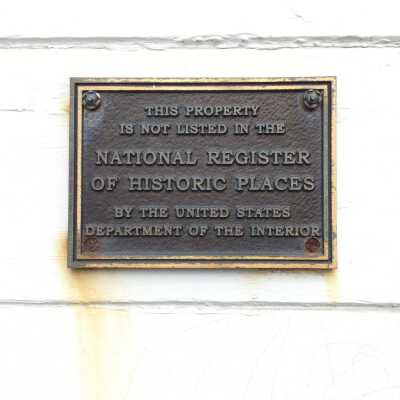 THIS PROPERTY
IS NOT LISTED IN THE
NATIONAL REGISTER
OF HISTORIC PLACES
BY THE UNITED STATES
DEPARTMENT OF THE INTERIOR